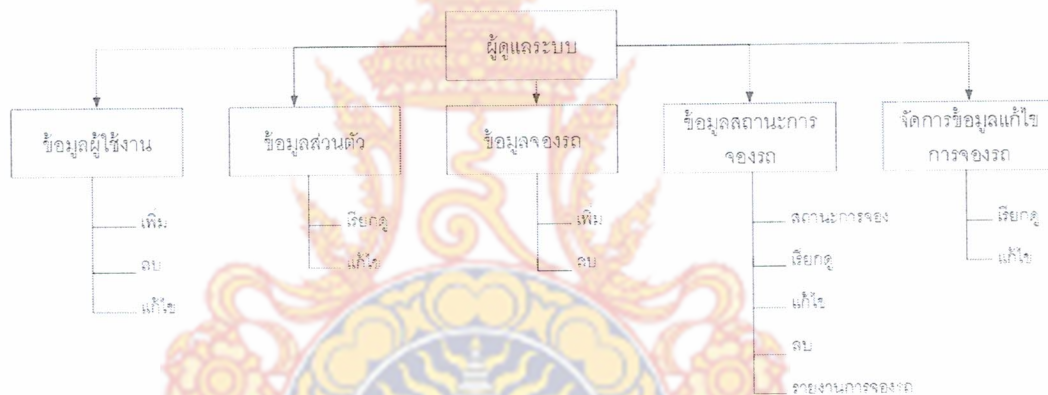 ผู้ดูแลระบบ
ข้อมูลผู้ใช้งาน
เพิ่ม
ลบ
แก้ไข
ข้อมูลส่วนตัว
เรียกดู
แก้ไข
ข้อมูลจองรถ
เพิ่ม
ลบ
ข้อมูลสถานะการ
จองรถ
สถานะการจอง
เรียกดู
แก้ไข
ลบ
รายงานการจองรถ
จัดการข้อมูลแก้ไข
การจองรถ
เรียกดู
แก้ไข